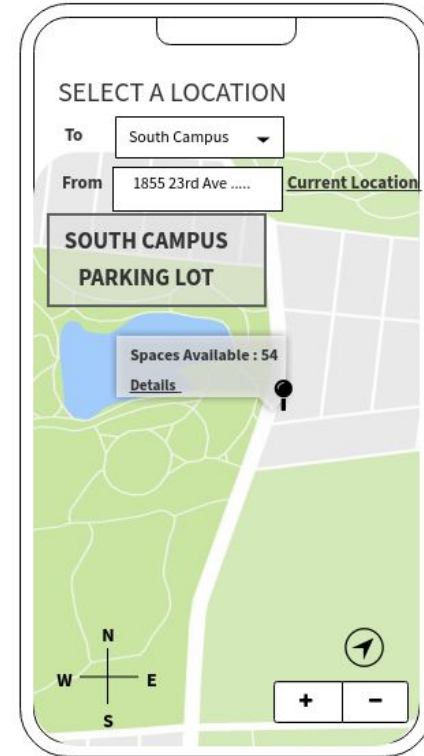 SELECT A LOCATION
To South Campus
From 1855 23rd Ave ..... Current Location
SOUTH CAMPUS
PARKING LOT
Spaces Available : 54
Details
N
W E
S
+ −